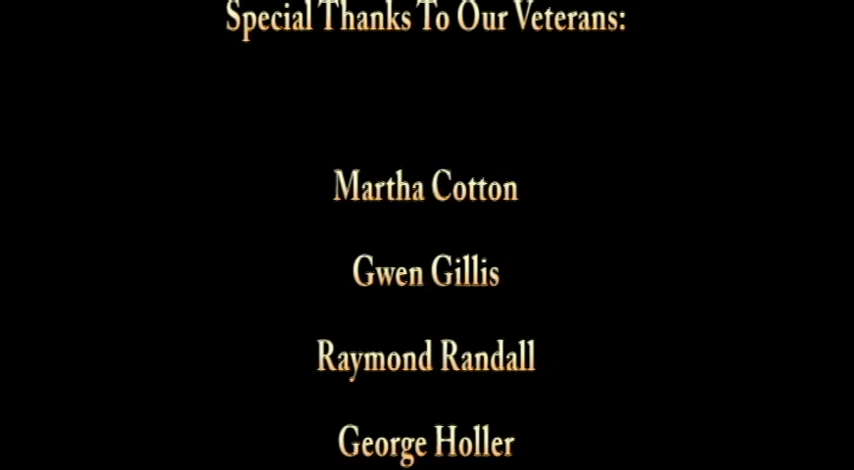 Special Thanks To Our Veterans:
Martha Cotton
Gwen Gillis
Raymond Randall
George Holler